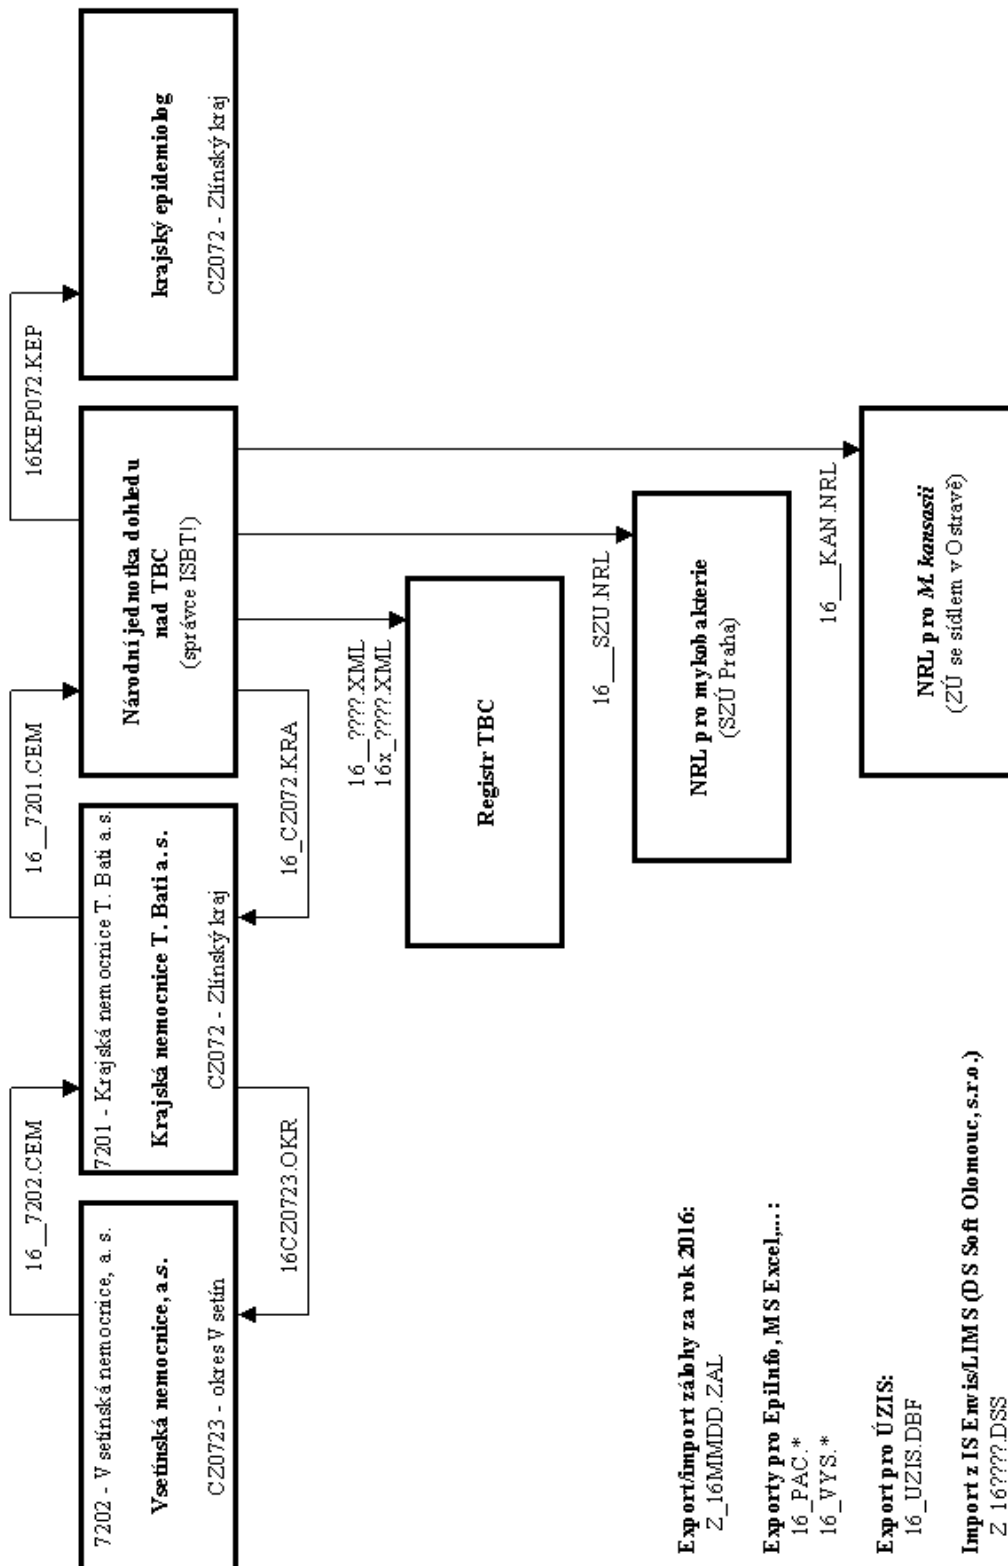 16__7202.CEM
16__7201.CEM
16KEP072.KEP
7202 - Vsetínská nemocnice, a. s.
Vsetínská nemocnice, a.s.
CZ0723 - okres Vsetín
7201 - Krajská nemocnice T. Bati a. s.
Krajská nemocnice T. Bati a. s.
CZ072 - Zlínský kraj
Národní jednotka dohledu
nad TBC
(správce ISBT!)
krajský epidemiolog
CZ072 - Zlínský kraj
16CZ0723.OKR
16_CZ072.KRA
16__????.XML
16x_????.XML
Registr TBC
16___SZU.NRL
NRL pro mykobakterie
(SZÚ Praha)
16___KAN.NRL
NRL pro M. kansasii
(ZÚ se sídlem v Ostravě)
Export/import zálohy za rok 2016:
Z_16MMDD.ZAL
Exporty pro EpiInfo, MS Excel,... :
16_PAC.*
16_VYS.*
Export pro ÚZIS:
16_UZIS.DBF
Import z IS Envis/LIMS (DS Soft Olomouc, s.r.o.)
Z_16????.DSS